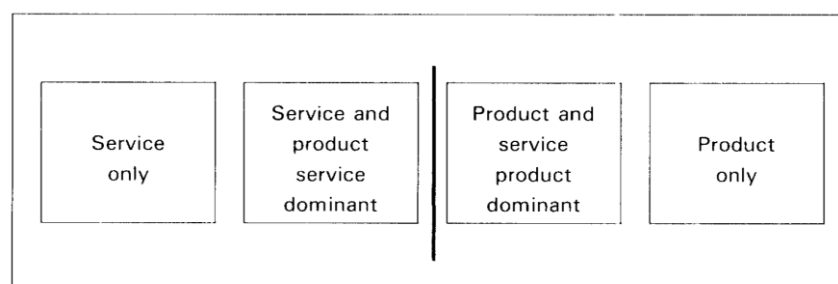 Service
only
Service and
product
service
dominant
Product and
service
product
dominant
Product
only